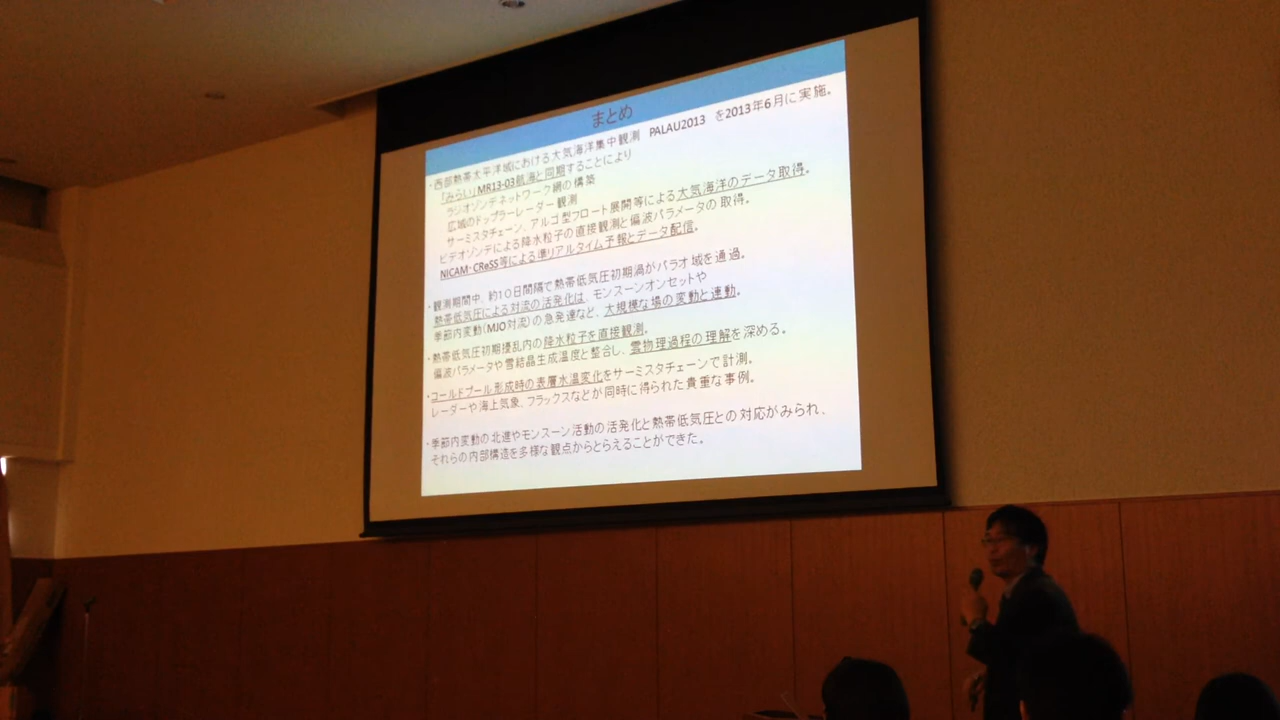 まとめ
・西部熱帯太平洋域における大気海洋集中観測 PALAU2013 を2013年6月に実施。
「みらい」MR13-03航海と同期することにより
ラジオゾンデネットワーク網の構築
広域のドップラーレーダー観測
サーミスタチェーン、アルゴ型フロート展開等による大気海洋のデータ取得。
ビデオゾンデによる降水粒子の直接観測と偏波パラメータの取得。
NICAM・CReSS等による準リアルタイム予報とデータ配信。
・観測期間中、約10日間隔で熱帯低気圧初期渦がパラオ域を通過。
熱帯低気圧による対流の活発化は、モンスーンオンセットや
季節内変動(MJO対流)の急発達など、大規模な場の変動と連動。
・熱帯低気圧初期擾乱内の降水粒子を直接観測。
偏波パラメータや雪結晶生成温度と整合し、雲物理過程の理解を深める。
・コールドプール形成時の表層水温変化をサーミスタチェーンで計測。
レーダーや海上気象、フラックスなどが同時に得られた貴重な事例。
・季節内変動の北進やモンスーン活動の活発化と熱帯低気圧との対応がみられ、
それらの内部構造を多様な観点からとらえることができた。